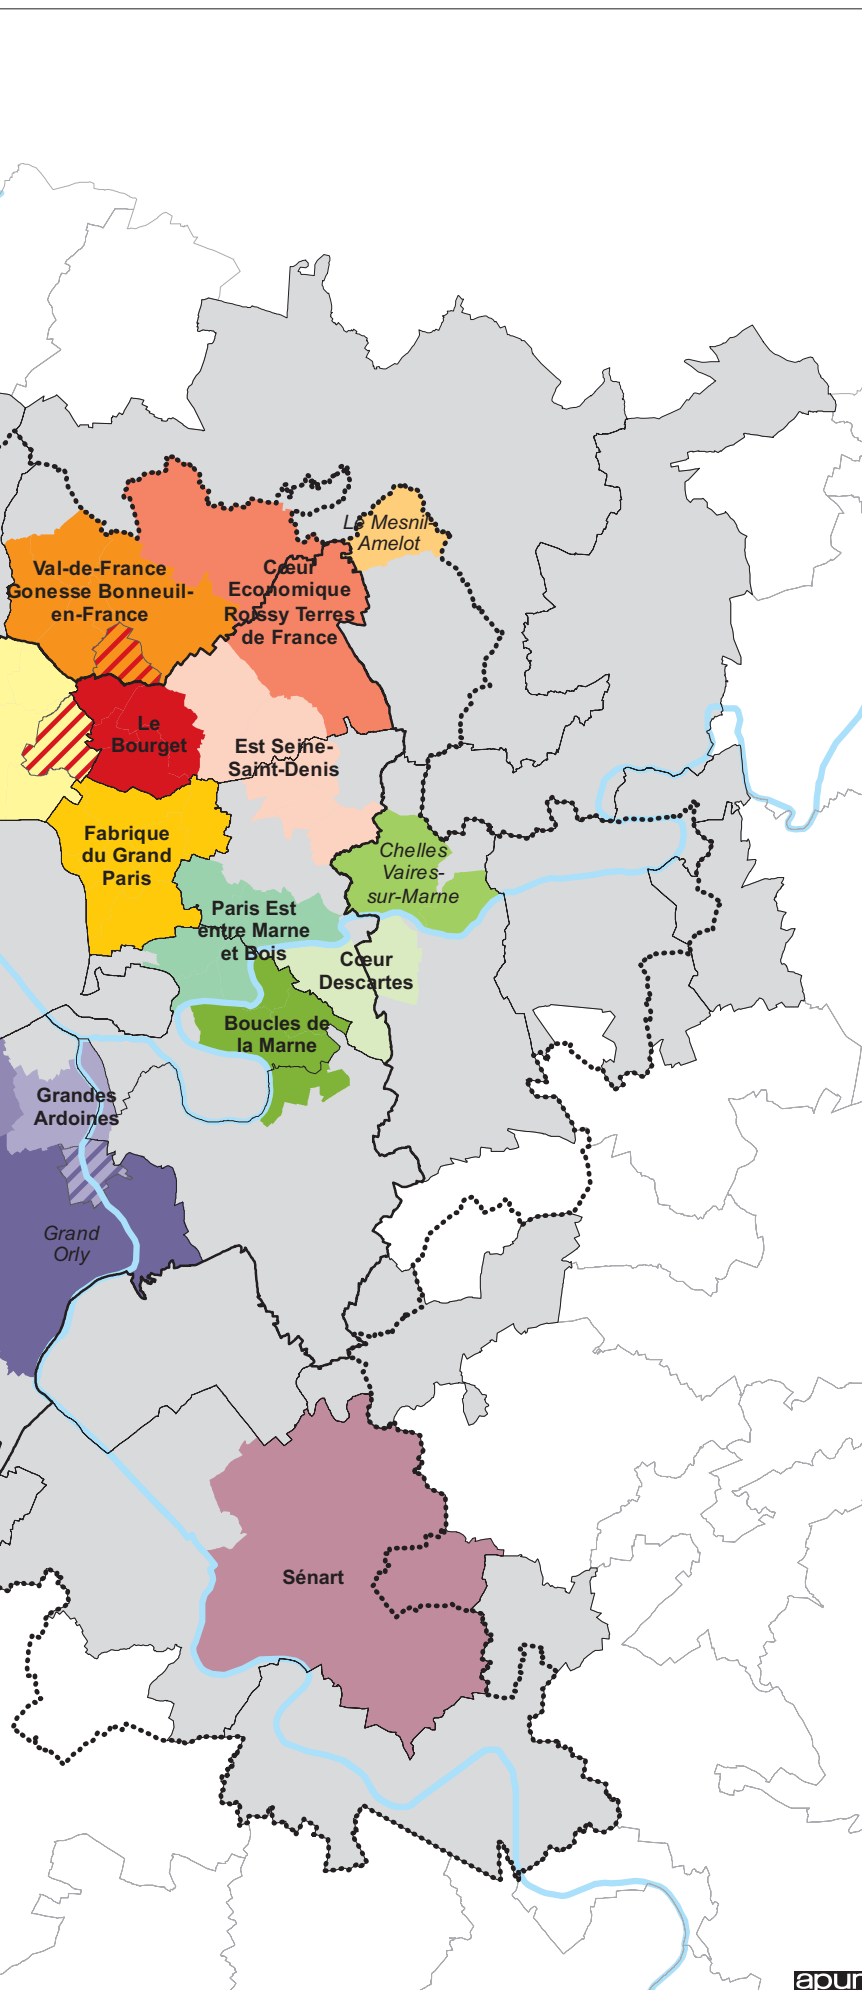 Le Mesnil-
Amelot
Val-de-France
Gonesse Bonneuil-
en-France
Cœur
Economique
Roissy Terres
de France
Le
Bourget
Est Seine-
Saint-Denis
Fabrique
du Grand
Paris
Chelles
Vaires-
sur-Marne
Paris Est
entre Marne
et Bois
Cœur
Descartes
Boucles de
la Marne
Grandes
Ardoines
Grand
Orly
Sénart
apur